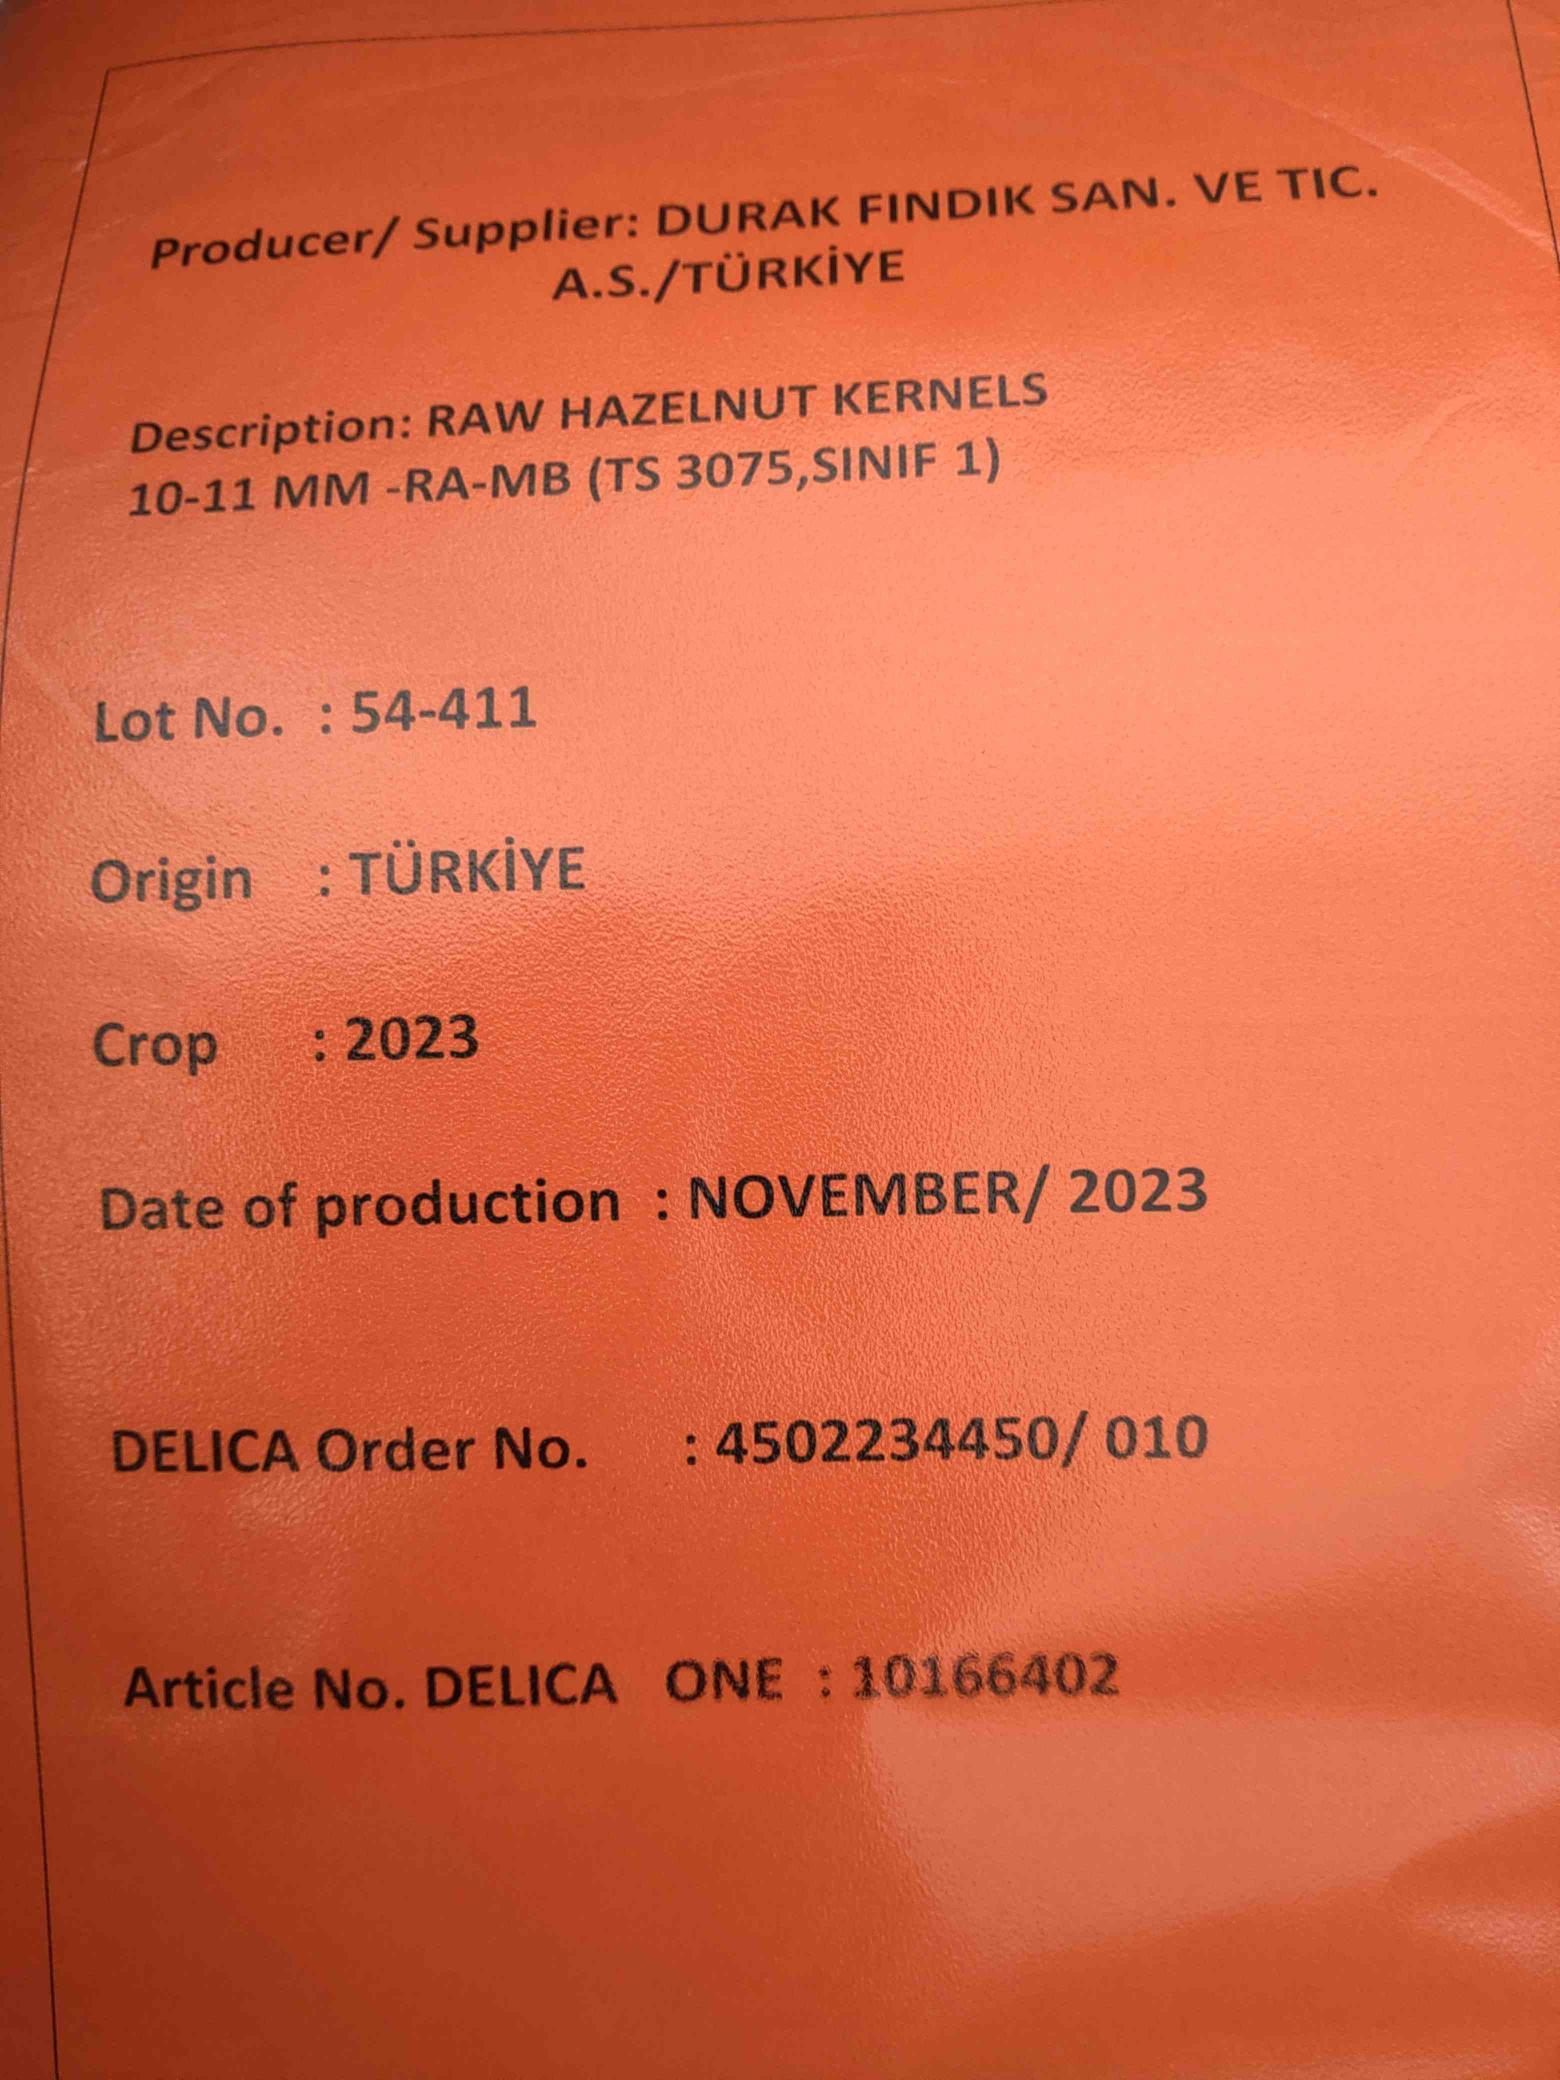 Producer/ Supplier: DURAK FINDIK SAN. VE TIC.
A.S./TÜRKİYE
Description: RAW HAZELNUT KERNELS
10-11 MM -RA-MB (TS 3075,SINIF 1)
Lot No. : 54-411
Origin : TÜRKİYE
Crop : 2023
Date of production : NOVEMBER/ 2023
DELICA Order No. : 4502234450/ 010
Article No. DELICA ONE : 10166402